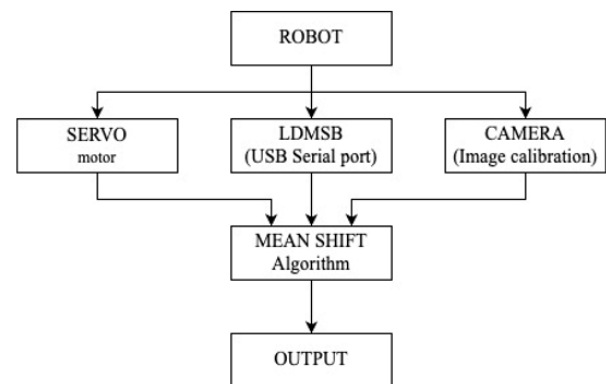 ROBOT
SERVO
motor
LDMSB
(USB Serial port)
CAMERA
(Image calibration)
MEAN SHIFT
Algorithm
OUTPUT